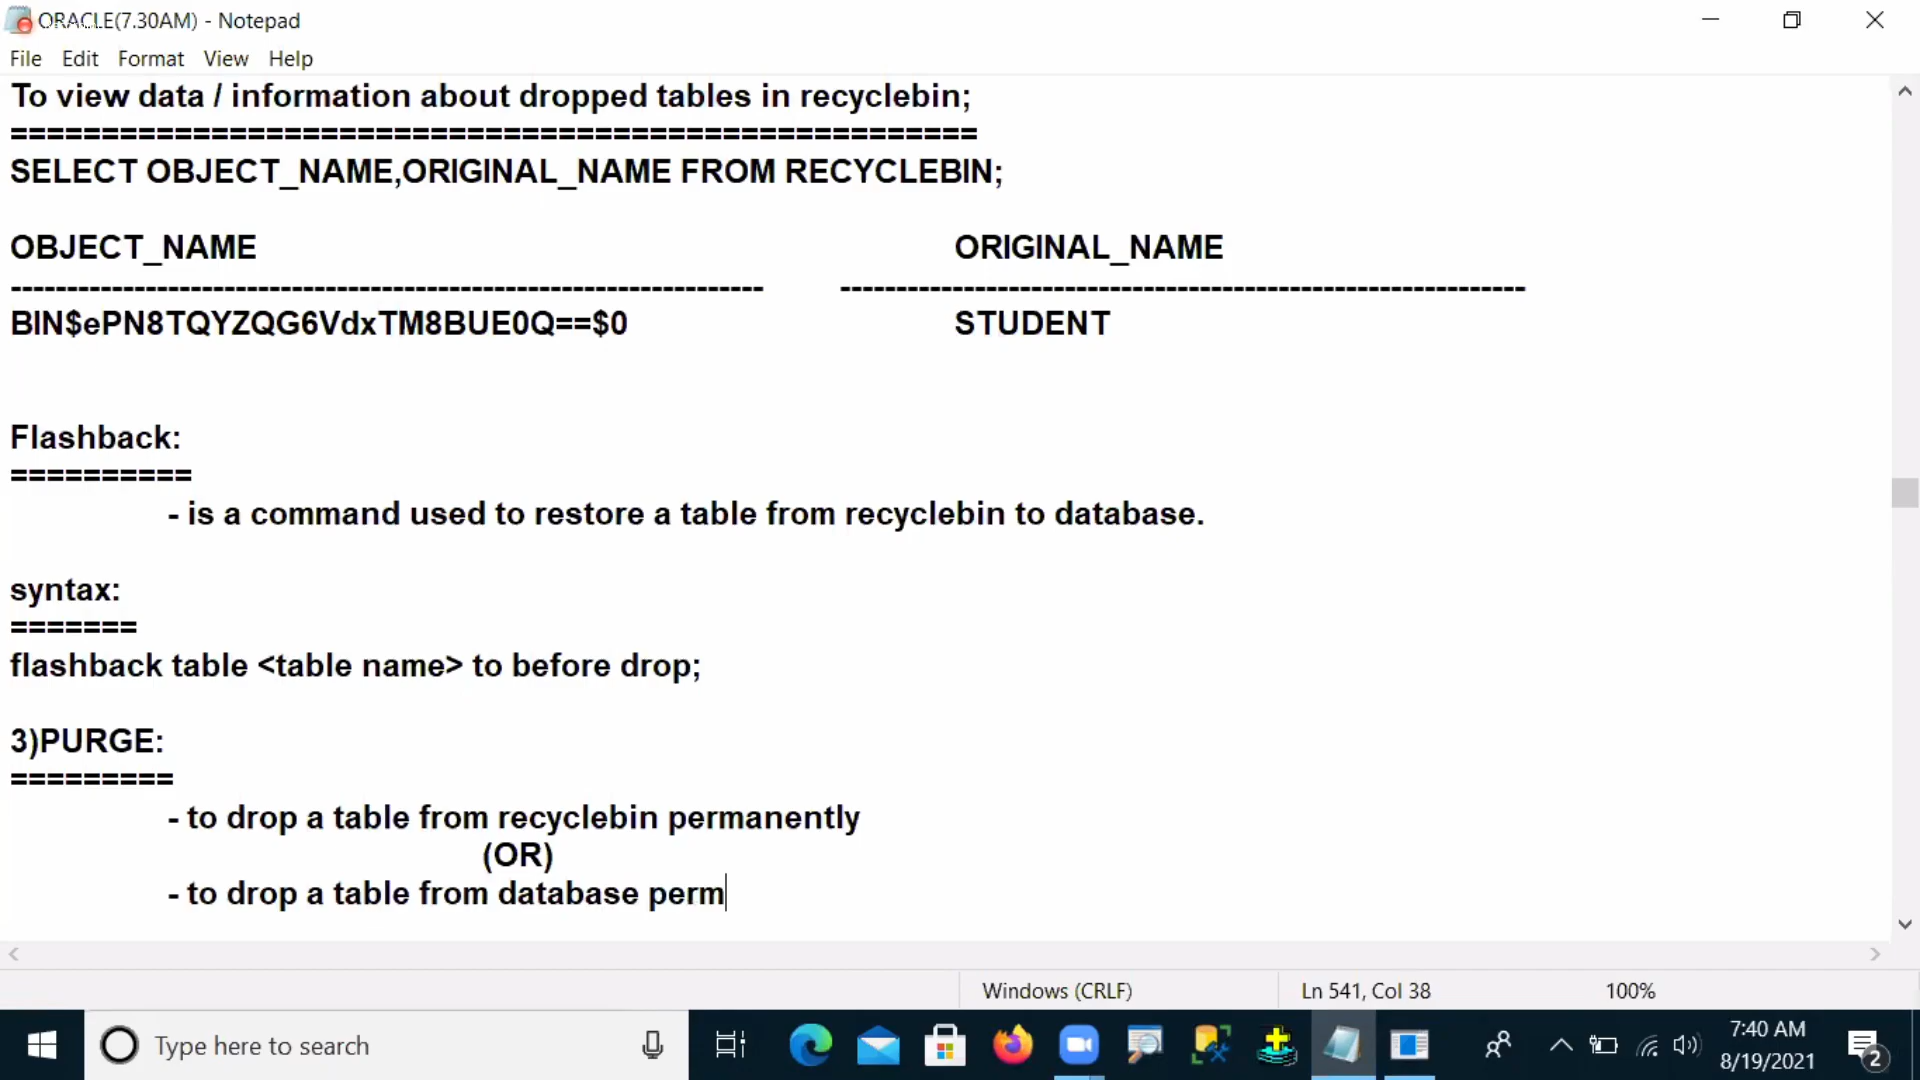 ORACLE(7.30AM) - Notepad
File Edit Format View Help
To view data / information about dropped tables in recyclebin;
=====================================================
SELECT OBJECT_NAME,ORIGINAL_NAME FROM RECYCLEBIN;
OBJECT_NAME ORIGINAL_NAME
------------------------------------------------------------------- -------------------------------------------------------------
BIN$ePN8TQYZQG6VdxTM8BUE0Q==$0 STUDENT
Flashback:
==========
- is a command used to restore a table from recyclebin to database.
syntax:
=======
flashback table <table name> to before drop;
3)PURGE:
=========
- to drop a table from recyclebin permanently
(OR)
- to drop a table from database perm
Windows (CRLF) Ln 541, Col 38 100%
Type here to search
7:40 AM
8/19/2021
2